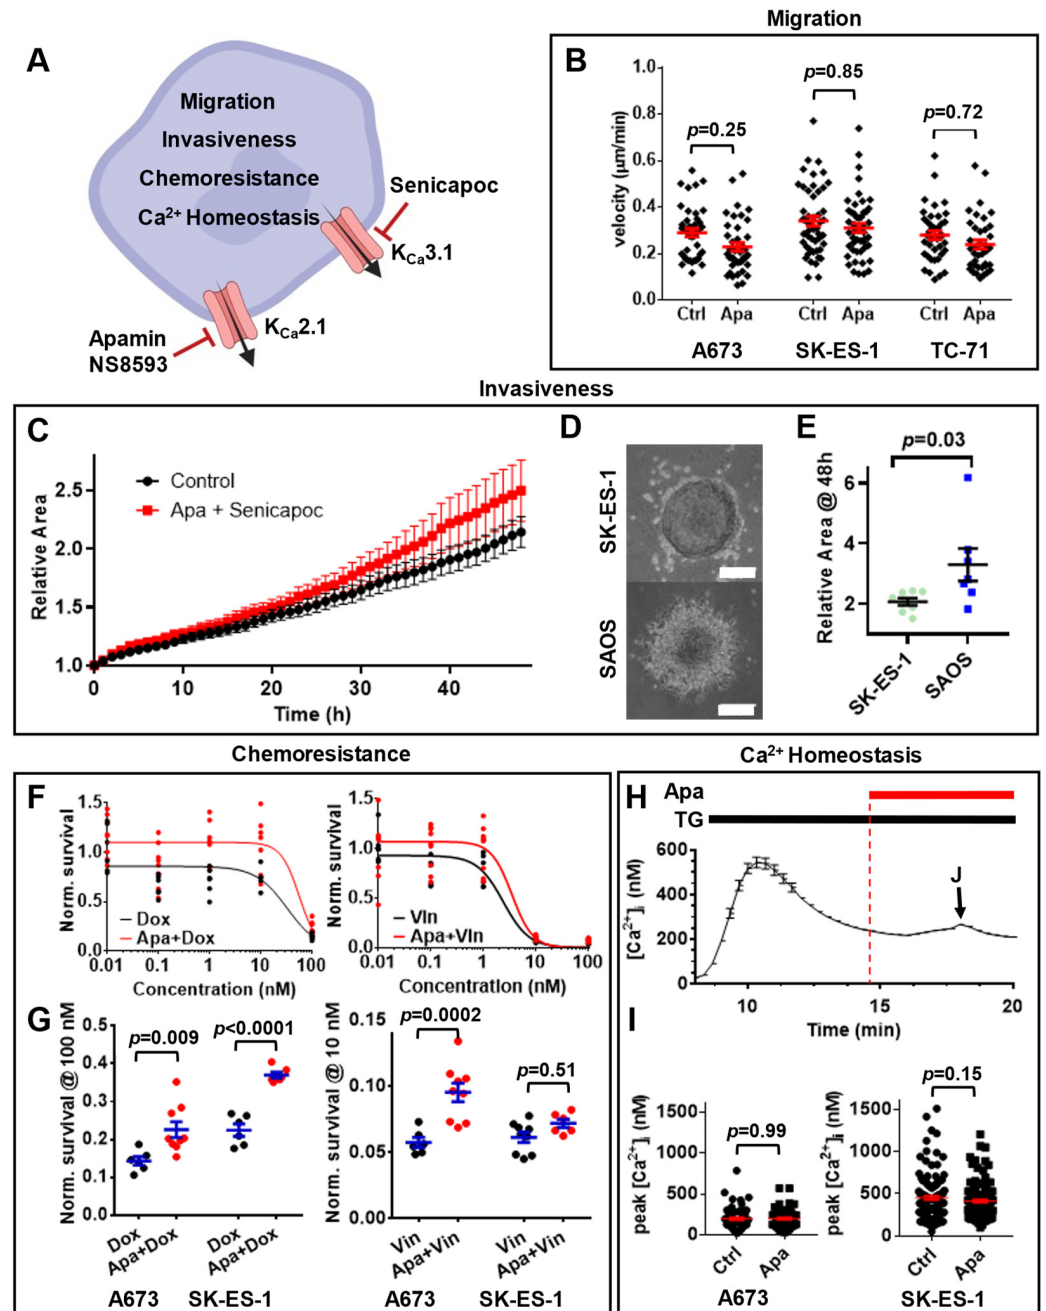 Migration
A
Migration
Invasiveness
Chemoresistance
Ca²⁺ Homeostasis
Senicapoc
K_Ca3.1
K_Ca2.1
Apamin
NS8593
B
velocity (μm/min)
1.0
0.8
0.6
0.4
0.2
0.0
p=0.25
p=0.85
p=0.72
Ctrl Apa Ctrl Apa Ctrl Apa
A673 SK-ES-1 TC-71
Invasiveness
C
Relative Area
2.5
2.0
1.5
1.0
Control
Apa + Senicapoc
0 10 20 30 40
Time (h)
D
SK-ES-1
SAOS
E
p=0.03
Relative Area @ 48h
6
4
2
SK-ES-1
SAOS
Chemoresistance
F
Norm. survival
1.5
1.0
0.5
0.0
Dox
Apa+Dox
0.01 0.1 1 10 100
Concentration (nM)
Norm. survival
1.5
1.0
0.5
0.0
Vin
Apa+Vin
0.01 0.1 1 10 100
Concentration (nM)
G
Norm. survival @ 100 nM
0.5
0.4
0.3
0.2
0.1
0.0
p=0.009
p<0.0001
Dox
Apa+Dox
Dox
Apa+Dox
A673 SK-ES-1
Norm. survival @ 10 nM
0.15
0.10
0.05
0.00
p=0.0002
p=0.51
Vin
Apa+Vin
Vin
Apa+Vin
A673 SK-ES-1
Ca²⁺ Homeostasis
H
Apa
TG
[Ca²⁺]i (nM)
600
400
200
0
J
10 15 20
Time (min)
I
peak [Ca²⁺]i (nM)
1500
1000
500
0
p=0.99
Ctrl
Apa
A673
peak [Ca²⁺]i (nM)
1500
1000
500
0
p=0.15
Ctrl
Apa
SK-ES-1